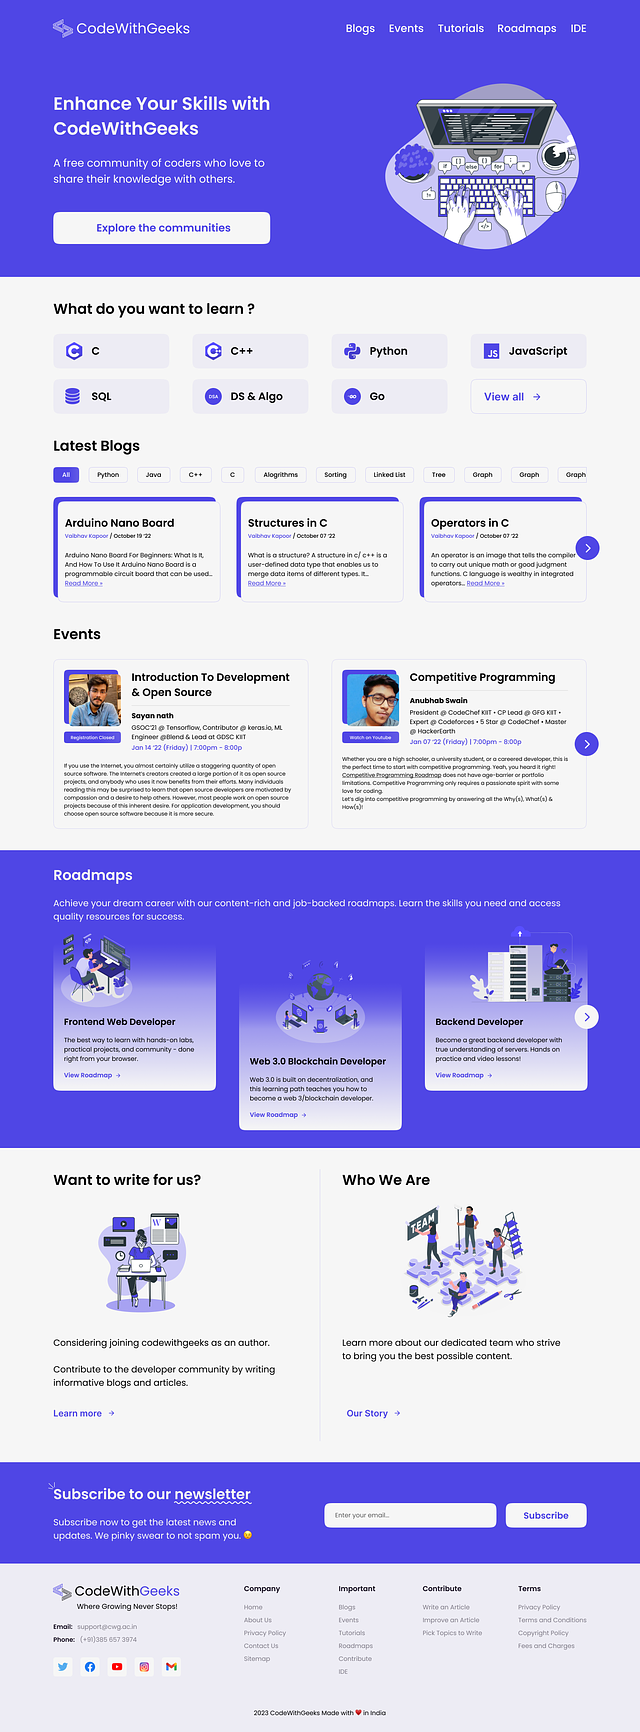 CodeWithGeeks
Blogs Events Tutorials Roadmaps IDE
Enhance Your Skills with
CodeWithGeeks
A free community of coders who love to
share their knowledge with others.
Explore the communities
if [ ] else { } for ; =
!=
</>
What do you want to learn ?
C C++ Python JS JavaScript
SQL DSA DS & Algo GO Go View all →
Latest Blogs
All Python Java C++ C Alogrithms Sorting Linked List Tree Graph Graph Graph
Arduino Nano Board
Vaibhav Kapoor / October 19 '22
Arduino Nano Board For Beginners: What Is It,
And How To Use It Arduino Nano Board is a
programmable circuit board that can be used...
Read More »
Structures in C
Vaibhav Kapoor / October 07 '22
What is a structure? A structure in c/ c++ is a
user-defined data type that enables us to
merge data items of different types. It...
Read More »
Operators in C
Vaibhav Kapoor / October 07 '22
An operator is an image that tells the compiler
to carry out unique math or good judgment
functions. C language is wealthy in integrated
operators... Read More »
Events
Registration Closed
Introduction To Development
& Open Source
Sayan nath
GSOC'21 @ Tensorflow, Contributor @ keras.io, ML
Engineer @Blend & Lead at GDSC KIIT
Jan 14 '22 (Friday) | 7:00pm - 8:00p
If you use the Internet, you almost certainly utilize a staggering quantity of open
source software. The Internet's creators created a large portion of it as open source
projects, and anybody who uses it now benefits from their efforts. Many individuals
reading this may be surprised to learn that open source developers are motivated by
compassion and a desire to help others. However, most people work on open source
projects because of this inherent desire. For application development, you should
choose open source software because it is more secure.
Watch on Youtube
Competitive Programming
Anubhab Swain
President @ CodeChef KIIT • CP Lead @ GFG KIIT •
Expert @ Codeforces • 5 Star @ CodeChef • Master
@ HackerEarth
Jan 07 '22 (Friday) | 7:00pm - 8:00p
Whether you are a high schooler, a university student, or a careered developer, this is
the perfect time to start with competitive programming. Yeah, you heard it right!
Competitive Programming Roadmap does not have age-barrier or portfolio
limitations. Competitive Programming only requires a passionate spirit with some
love for coding.
Let's dig into competitive programming by answering all the Why(s), What(s) &
How(s)!
Roadmaps
Achieve your dream career with our content-rich and job-backed roadmaps. Learn the skills you need and access
quality resources for success.
Frontend Web Developer
The best way to learn with hands-on labs,
practical projects, and community - done
right from your browser.
View Roadmap →
Web 3.0 Blockchain Developer
Web 3.0 is built on decentralization, and
this learning path teaches you how to
become a web 3/blockchain developer.
View Roadmap →
Backend Developer
Become a great backend developer with
true understanding of servers. Hands on
practice and video lessons!
View Roadmap →
Want to write for us?
W
Considering joining codewithgeeks as an author.
Contribute to the developer community by writing
informative blogs and articles.
Learn more →
Who We Are
TEAM
Learn more about our dedicated team who strive
to bring you the best possible content.
Our Story →
Subscribe to our newsletter
Subscribe now to get the latest news and
updates. We pinky swear to not spam you. 😉
Enter your email...
Subscribe
CodeWithGeeks
Where Growing Never Stops!
Email: support@cwg.ac.in
Phone: (+91)385 657 3974
Company
Home
About Us
Privacy Policy
Contact Us
Sitemap
Important
Blogs
Events
Tutorials
Roadmaps
Contribute
IDE
Contribute
Write an Article
Improve an Article
Pick Topics to Write
Terms
Privacy Policy
Terms and Conditions
Copyright Policy
Fees and Charges
2023 CodeWithGeeks Made with ❤️ in India